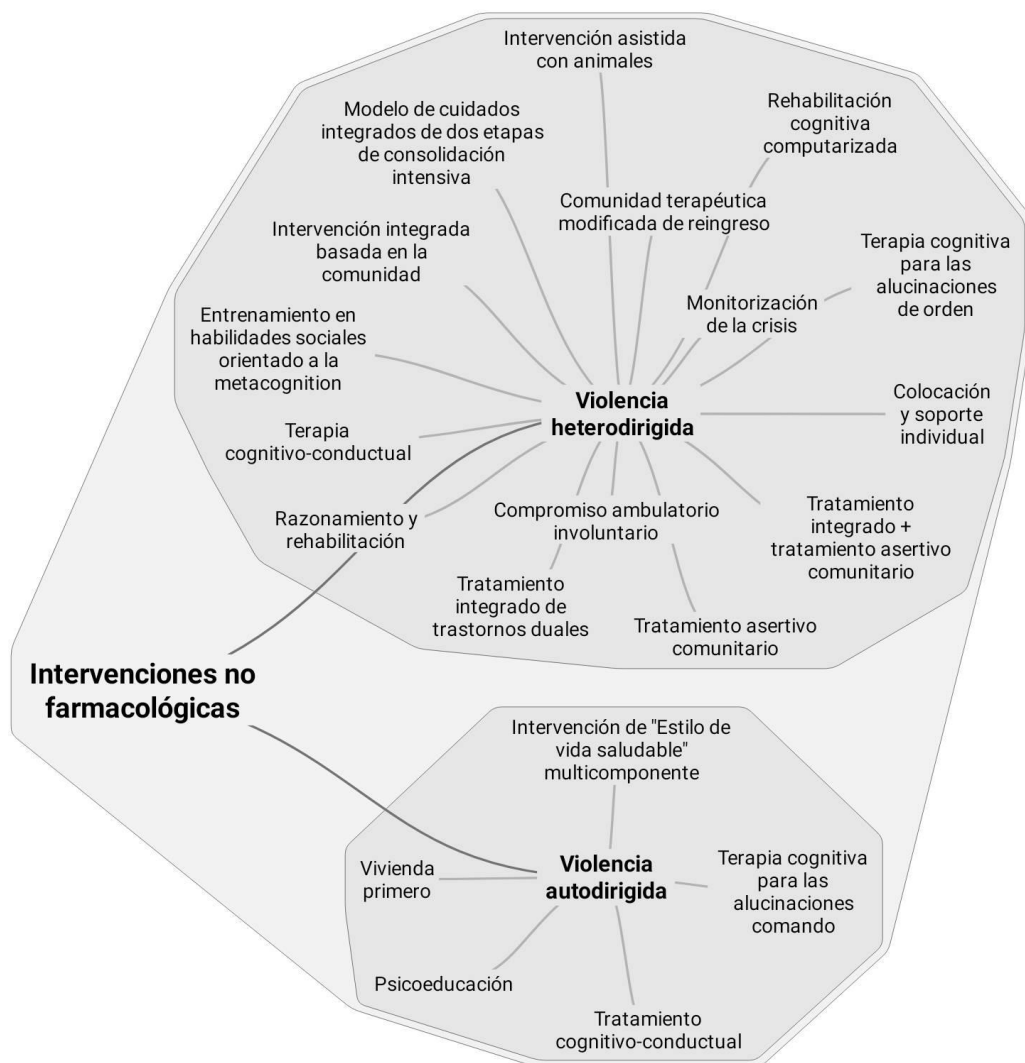 Intervención asistida
con animales
Modelo de cuidados
integrados de dos etapas
de consolidación
intensiva
Rehabilitación
cognitiva
computarizada
Comunidad terapéutica
modificada de reingreso
Intervención integrada
basada en la
comunidad
Terapia cognitiva
para las
alucinaciones
de orden
Monitorización
de la crisis
Entrenamiento en
habilidades sociales
orientado a la
metacognition
Violencia
heterodirigida
Colocación
y soporte
individual
Terapia
cognitivo-conductual
Razonamiento y
rehabilitación
Compromiso ambulatorio
involuntario
Tratamiento
integrado +
tratamiento asertivo
comunitario
Tratamiento
integrado de
trastornos duales
Tratamiento asertivo
comunitario
Intervenciones no
farmacológicas
Intervención de "Estilo de
vida saludable"
multicomponente
Vivienda
primero
Violencia
autodirigida
Terapia cognitiva
para las
alucinaciones
comando
Psicoeducación
Tratamiento
cognitivo-conductual